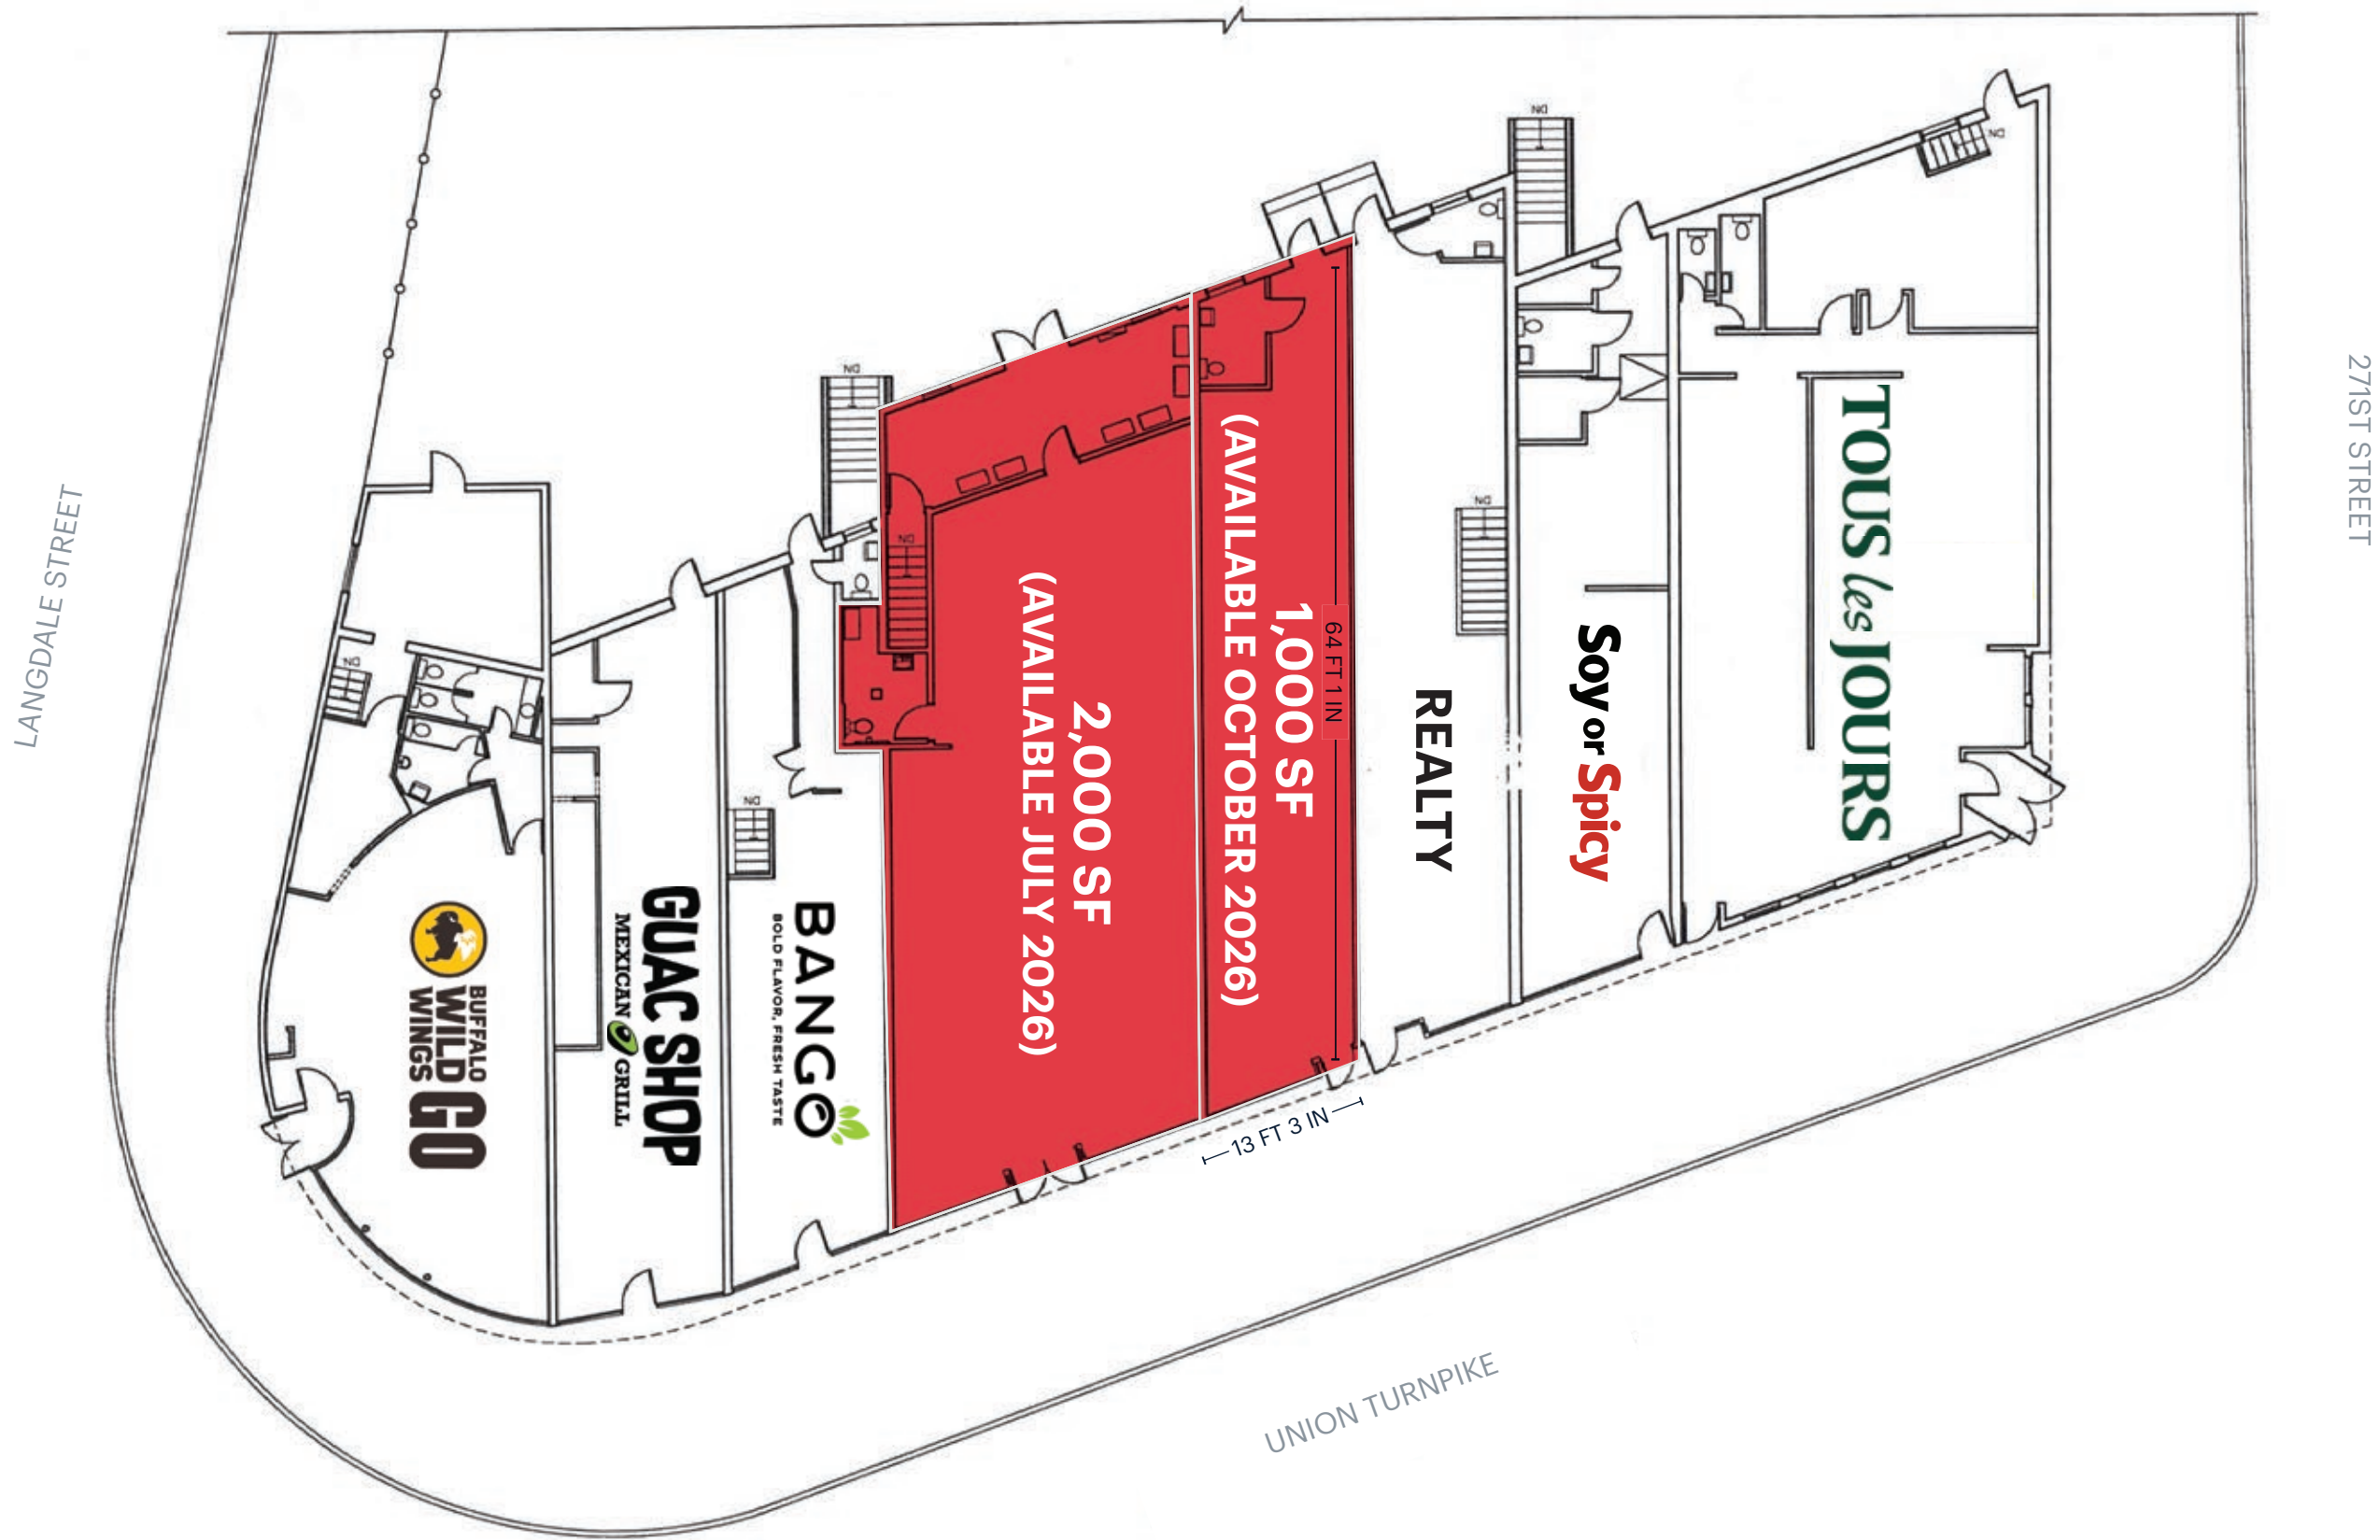 LANGDALE STREET
271ST STREET
UNION TURNPIKE
BUFFALO
WILD
WINGS
GO
GUAC SHOP
MEXICAN GRILL
BANGO
BOLD FLAVOR, FRESH TASTE
2,000 SF
(AVAILABLE JULY 2026)
1,000 SF
(AVAILABLE OCTOBER 2026)
64 FT 1 IN
13 FT 3 IN
REALTY
Soy or Spicy
TOUS les JOURS
DN
DN
DN
DN
DN
DN
DN